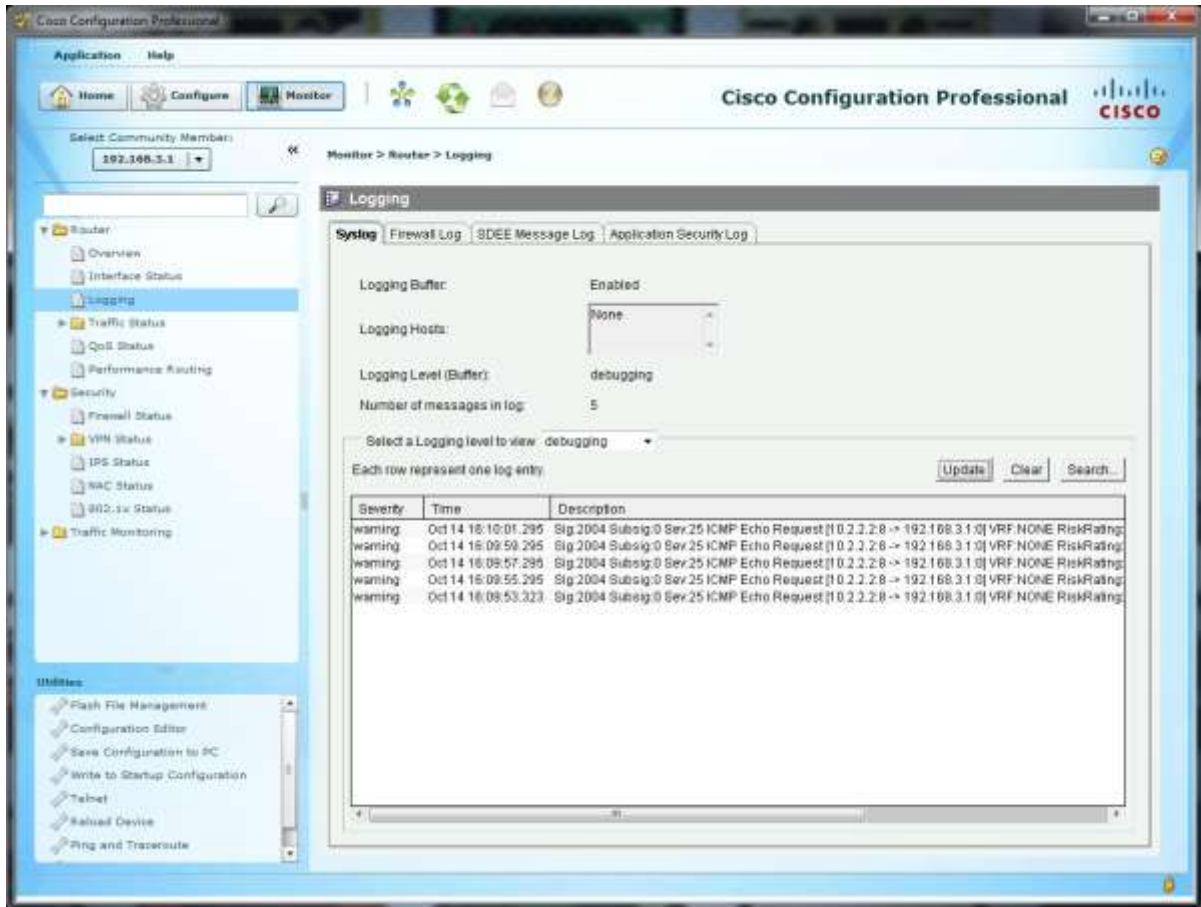 Cisco Configuration Professional
Application Help
Home Configure Monitor
Cisco Configuration Professional
CISCO
Select Community Member:
192.168.3.1
Monitor > Router > Logging
Logging
Router
Overview
Interface Status
Logging
Traffic Status
QoS Status
Performance Routing
Security
Firewall Status
VPN Status
IPS Status
NAC Status
802.1x Status
Traffic Monitoring
Syslog Firewall Log SDEE Message Log Application Security Log
Logging Buffer: Enabled
Logging Hosts: None
Logging Level (Buffer): debugging
Number of messages in log: 5
Select a Logging level to view debugging
Each row represent one log entry.
Update Clear Search...
Severity Time Description
warning Oct 14 16:10:01.295 Sig:2004 Subsig:0 Sev:25 ICMP Echo Request [10.2.2.2:8 -> 192.168.3.1:0] VRF:NONE RiskRating:
warning Oct 14 16:09:59.295 Sig:2004 Subsig:0 Sev:25 ICMP Echo Request [10.2.2.2:8 -> 192.168.3.1:0] VRF:NONE RiskRating:
warning Oct 14 16:09:57.295 Sig:2004 Subsig:0 Sev:25 ICMP Echo Request [10.2.2.2:8 -> 192.168.3.1:0] VRF:NONE RiskRating:
warning Oct 14 16:09:55.295 Sig:2004 Subsig:0 Sev:25 ICMP Echo Request [10.2.2.2:8 -> 192.168.3.1:0] VRF:NONE RiskRating:
warning Oct 14 16:09:53.323 Sig:2004 Subsig:0 Sev:25 ICMP Echo Request [10.2.2.2:8 -> 192.168.3.1:0] VRF:NONE RiskRating:
Utilities
Flash File Management
Configuration Editor
Save Configuration to PC
Write to Startup Configuration
Telnet
Reload Device
Ping and Traceroute